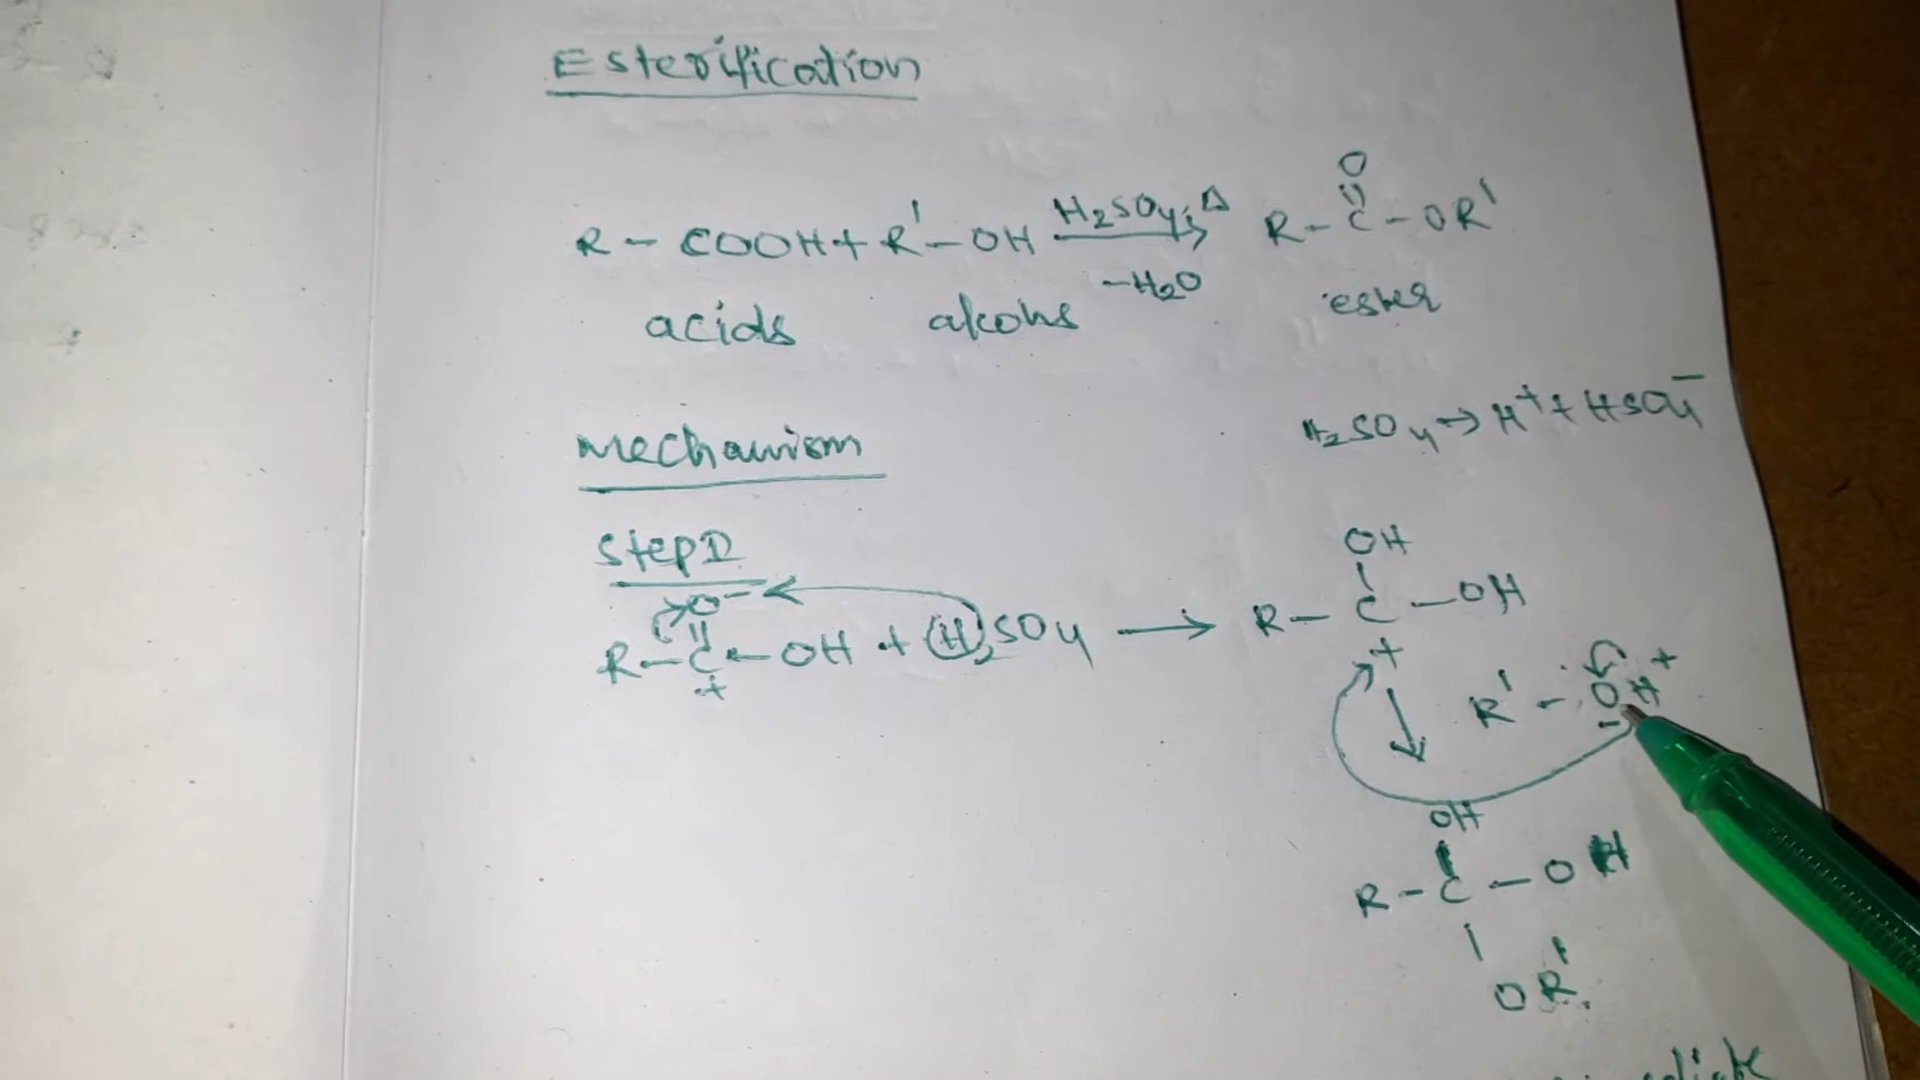 Esterification
O
R - COOH + R' - OH H2SO4, Δ → R - C - OR'
-H2O
acids alcohs ester
H2SO4 → H+ + HSO4-
Mechanism
Step I
O- OH
R - C - OH + H2SO4 → R - C - OH
+ +
R' - OH +
-
OH
R - C - OH
OR'